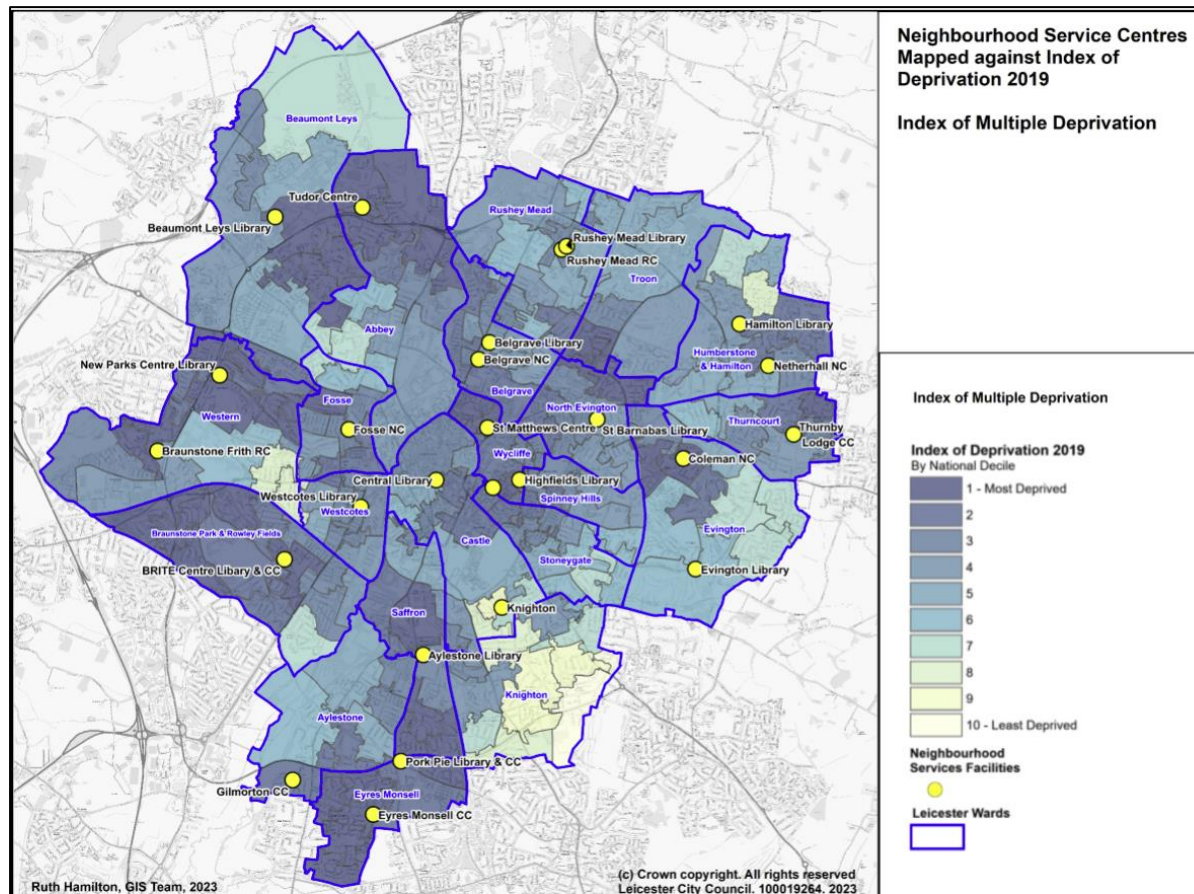 Neighbourhood Service Centres
Mapped against Index of
Deprivation 2019
Index of Multiple Deprivation
Beaumont Leys
Tudor Centre
Beaumont Leys Library
Rushey Mead
Rushey Mead Library
Rushey Mead RC
Troon
Abbey
Hamilton Library
Belgrave Library
Belgrave NC
Humberstone
& Hamilton
Netherhall NC
New Parks Centre Library
Belgrave
Fosse
Western
North Evington
Fosse NC
St Matthews Centre
St Barnabas Library
Thurncourt
Thurnby
Lodge CC
Braunstone Frith RC
Wycliffe
Coleman NC
Central Library
Highfields Library
Spinney Hills
Westcotes Library
Westcotes
Evington
Braunstone Park & Rowley Fields
Castle
Stoneygate
BRITE Centre Libary & CC
Evington Library
Saffron
Knighton
Aylestone Library
Knighton
Aylestone
Pork Pie Library & CC
Gilmorton CC
Eyres Monsell
Eyres Monsell CC
Ruth Hamilton, GIS Team, 2023
(c) Crown copyright. All rights reserved
Leicester City Council. 100019264. 2023
Index of Multiple Deprivation
Index of Deprivation 2019
By National Decile
1 - Most Deprived
2
3
4
5
6
7
8
9
10 - Least Deprived
Neighbourhood
Services Facilities
Leicester Wards